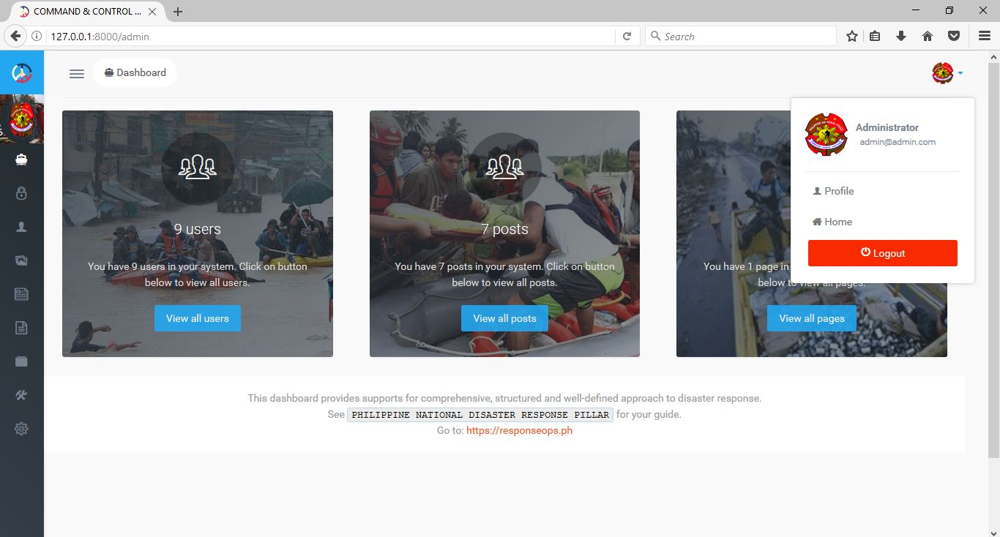 COMMAND & CONTROL ...
127.0.0.1:8000/admin
Search
Dashboard
Administrator
admin@admin.com
Profile
Home
Logout
9 users
You have 9 users in your system. Click on button
below to view all users.
View all users
7 posts
You have 7 posts in your system. Click on button
below to view all posts.
View all posts
You have 1 page in
below to view all pages.
View all pages
This dashboard provides supports for comprehensive, structured and well-defined approach to disaster response.
See PHILIPPINE NATIONAL DISASTER RESPONSE PILLAR for your guide.
Go to: https://responseops.ph